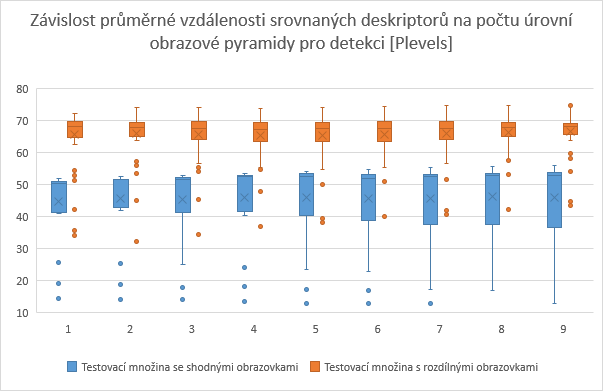 Závislost průměrné vzdálenosti srovnaných deskriptorů na počtu úrovní
obrazové pyramidy pro detekci [Plevels]
80
70
60
50
40
30
20
10
1 2 3 4 5 6 7 8 9
Testovací množina se shodnými obrazovkami Testovací množina s rozdílnými obrazovkami